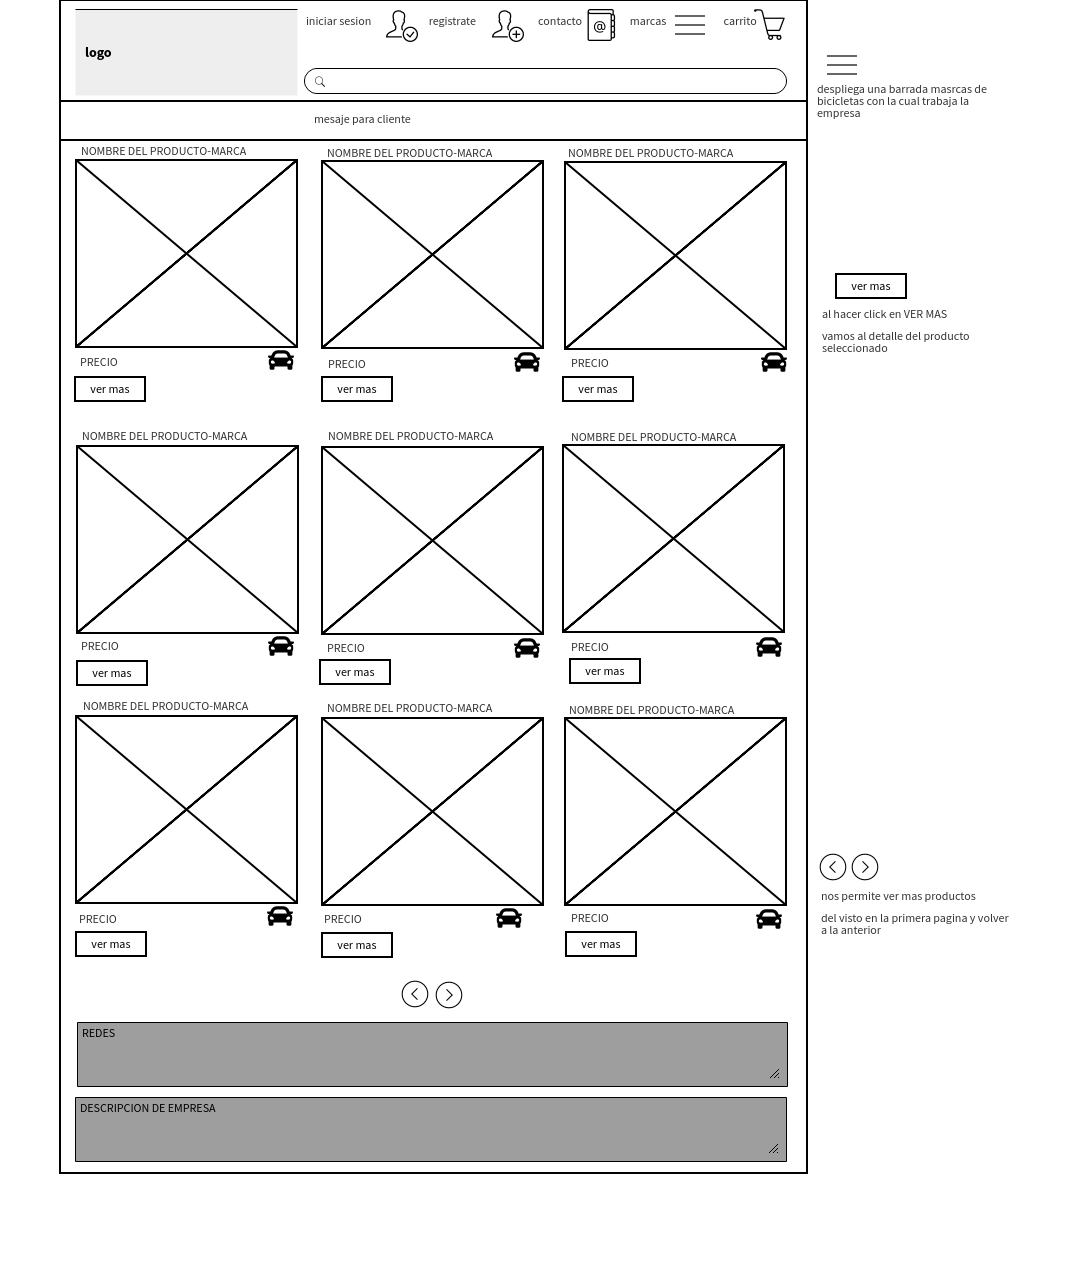 iniciar sesion
registrate
contacto
@
marcas
carrito
logo
mesaje para cliente
despliega una barrada masrcas de
bicicletas con la cual trabaja la
empresa
NOMBRE DEL PRODUCTO-MARCA
NOMBRE DEL PRODUCTO-MARCA
NOMBRE DEL PRODUCTO-MARCA
PRECIO
PRECIO
PRECIO
ver mas
ver mas
ver mas
ver mas
al hacer click en VER MAS
vamos al detalle del producto
seleccionado
NOMBRE DEL PRODUCTO-MARCA
NOMBRE DEL PRODUCTO-MARCA
NOMBRE DEL PRODUCTO-MARCA
PRECIO
PRECIO
PRECIO
ver mas
ver mas
ver mas
NOMBRE DEL PRODUCTO-MARCA
NOMBRE DEL PRODUCTO-MARCA
NOMBRE DEL PRODUCTO-MARCA
PRECIO
PRECIO
PRECIO
ver mas
ver mas
ver mas
nos permite ver mas productos
del visto en la primera pagina y volver
a la anterior
REDES
DESCRIPCION DE EMPRESA